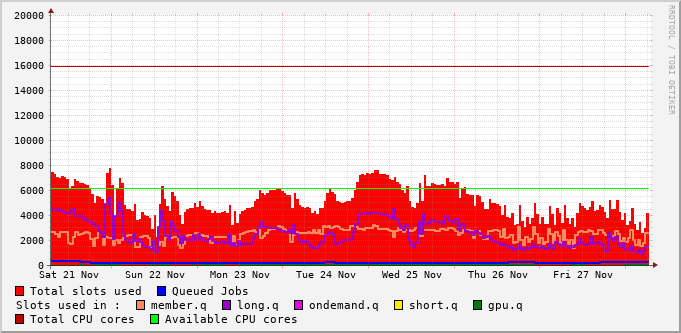 RRDTOOL / TOBI OETIKER
20000
18000
16000
14000
12000
10000
8000
6000
4000
2000
0
Sat 21 Nov Sun 22 Nov Mon 23 Nov Tue 24 Nov Wed 25 Nov Thu 26 Nov Fri 27 Nov
Total slots used Queued Jobs
Slots used in : member.q long.q ondemand.q short.q gpu.q
Total CPU cores Available CPU cores